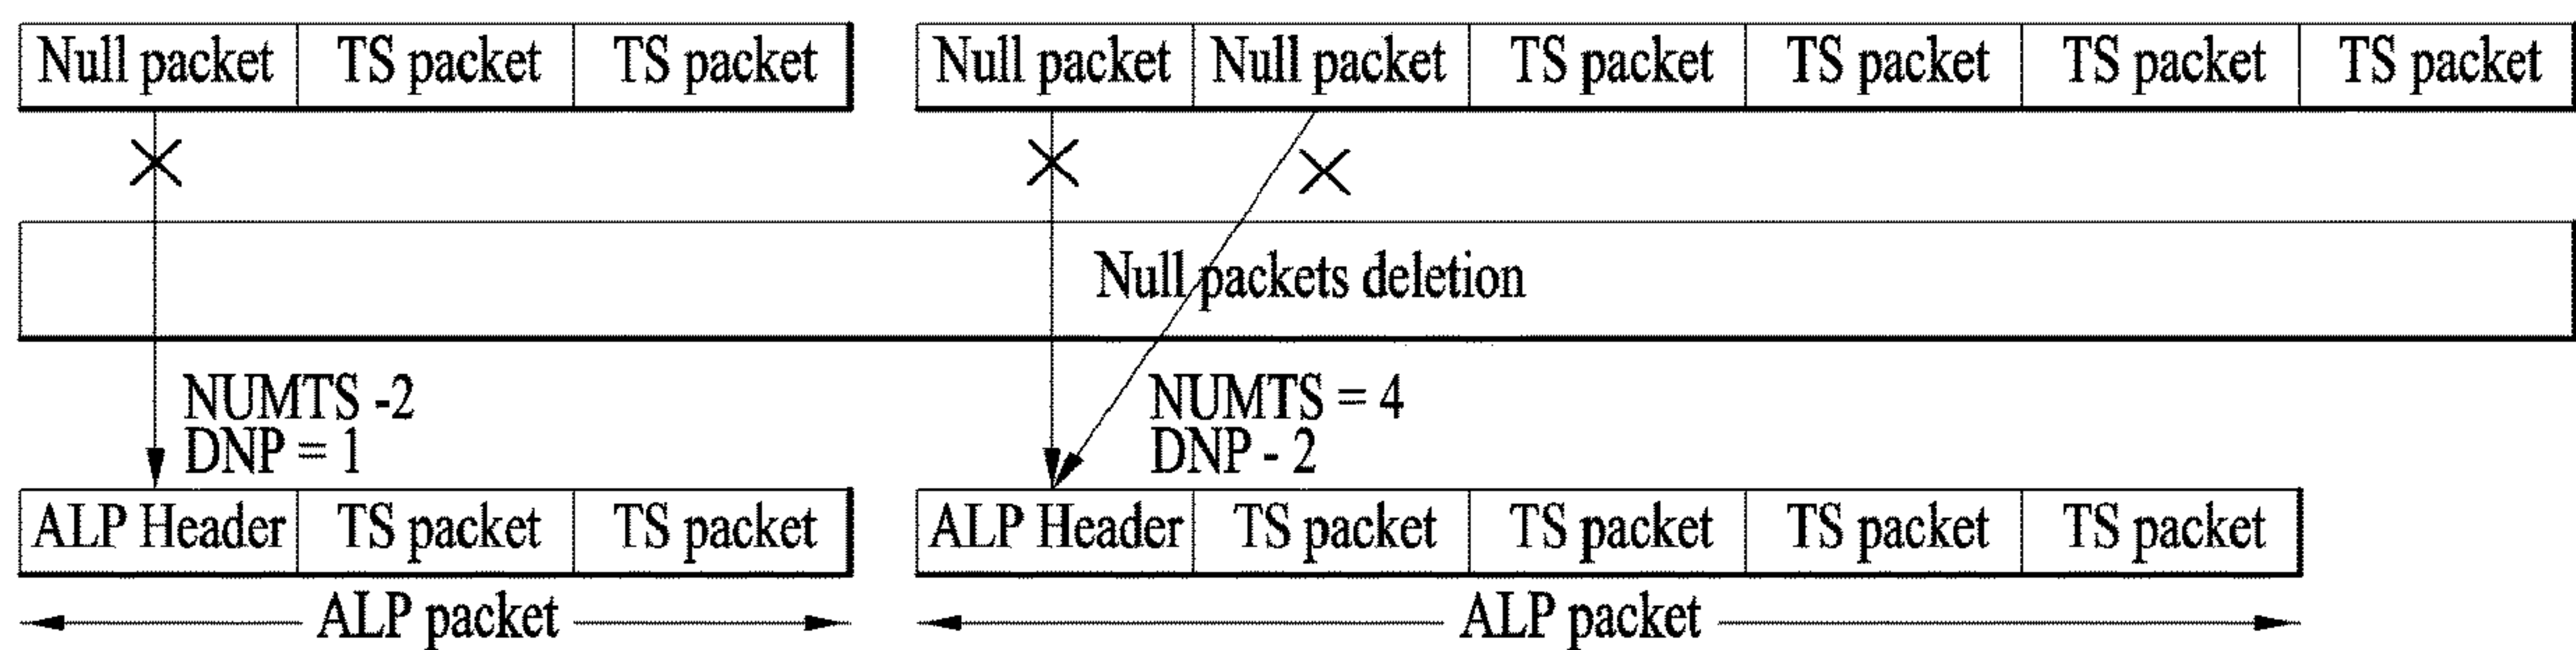 Null packet TS packet TS packet Null packet Null packet TS packet TS packet TS packet TS packet
Null packets deletion
NUMTS -2 NUMTS = 4
DNP = 1 DNP - 2
ALP Header TS packet TS packet ALP Header TS packet TS packet TS packet TS packet
ALP packet ALP packet